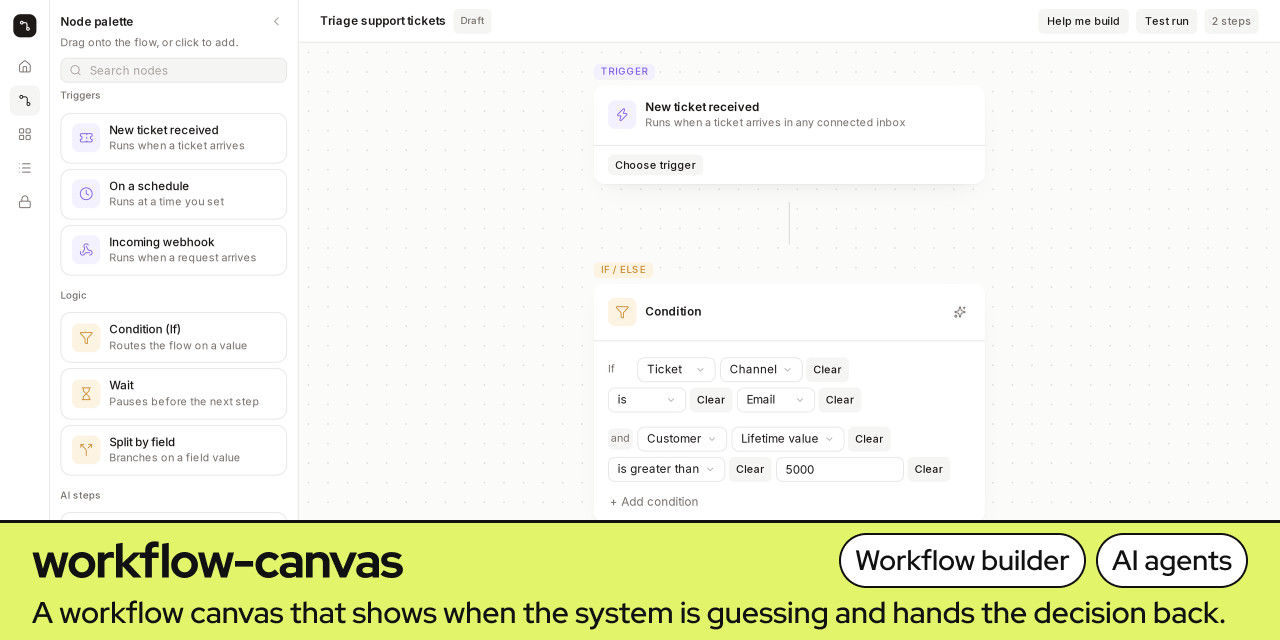 Node palette
Drag onto the flow, or click to add.
Search nodes
Triggers
New ticket received
Runs when a ticket arrives
On a schedule
Runs at a time you set
Incoming webhook
Runs when a request arrives
Logic
Condition (If)
Routes the flow on a value
Wait
Pauses before the next step
Split by field
Branches on a field value
AI steps
Triage support tickets Draft
Help me build Test run 2 steps
TRIGGER
New ticket received
Runs when a ticket arrives in any connected inbox
Choose trigger
IF / ELSE
Condition
If Ticket Channel Clear
is Clear Email Clear
and Customer Lifetime value Clear
is greater than Clear 5000 Clear
+ Add condition
workflow-canvas
Workflow builder AI agents
A workflow canvas that shows when the system is guessing and hands the decision back.